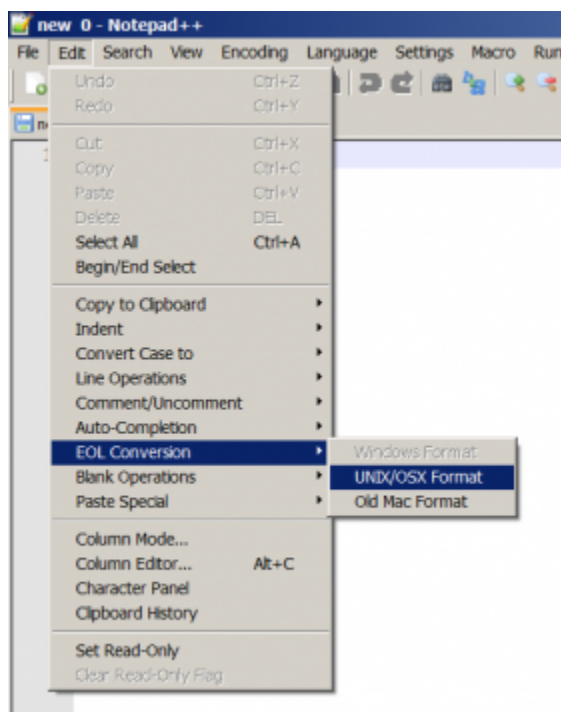 new 0 - Notepad++
File Edit Search View Encoding Language Settings Macro Run
Undo Ctrl+Z
Redo Ctrl+Y
Cut Ctrl+X
Copy Ctrl+C
Paste Ctrl+V
Delete DEL
Select All Ctrl+A
Begin/End Select
Copy to Clipboard
Indent
Convert Case to
Line Operations
Comment/Uncomment
Auto-Completion
EOL Conversion
Windows Format
UNIX/OSX Format
Old Mac Format
Blank Operations
Paste Special
Column Mode...
Column Editor... Alt+C
Character Panel
Clipboard History
Set Read-Only
Clear Read-Only Flag